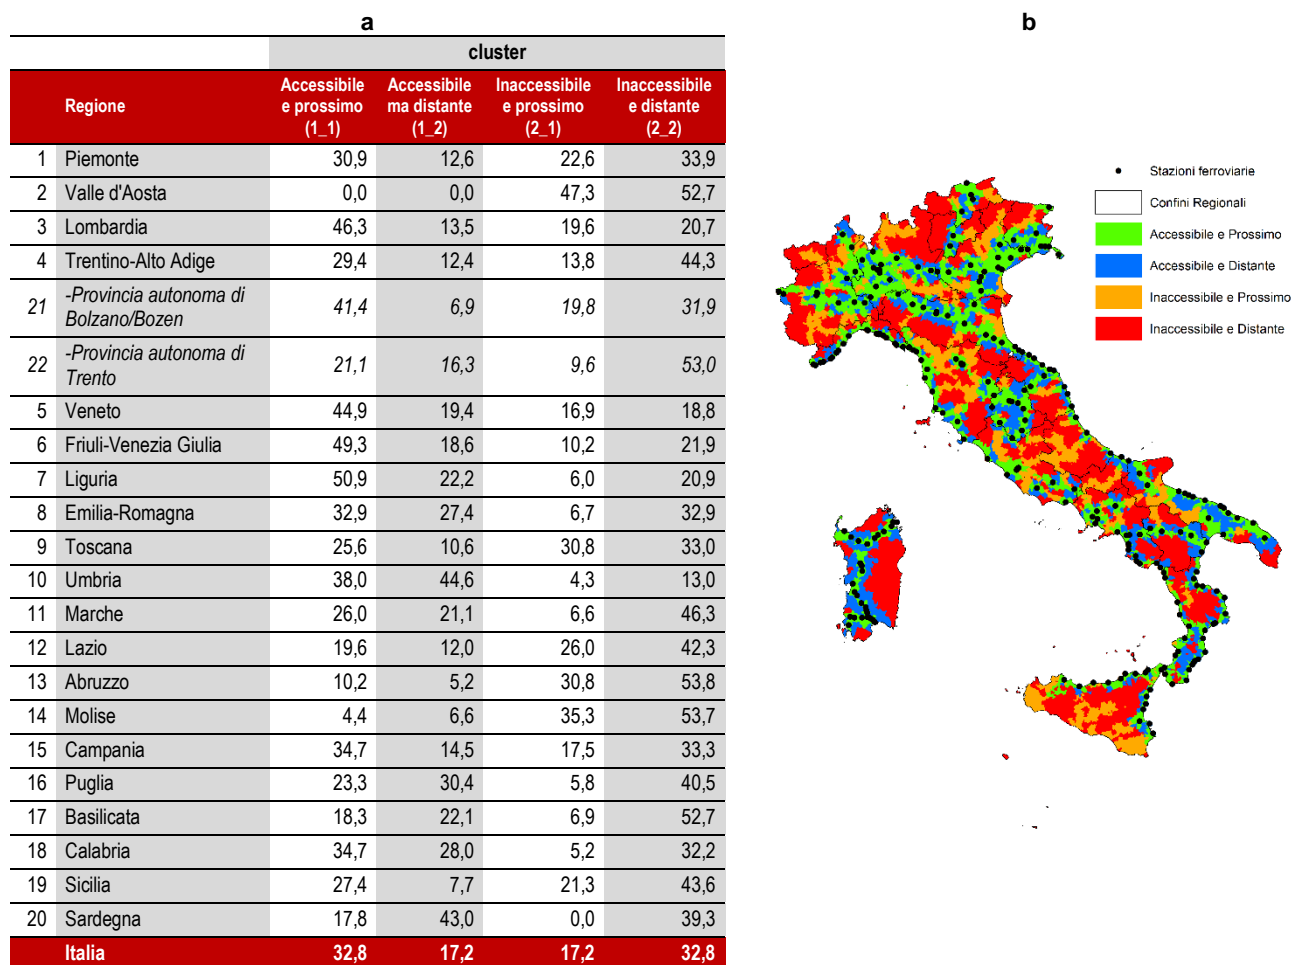 a
cluster
Regione
Accessibile e prossimo (1_1)
Accessibile ma distante (1_2)
Inaccessibile e prossimo (2_1)
Inaccessibile e distante (2_2)
1 Piemonte 30,9 12,6 22,6 33,9
2 Valle d'Aosta 0,0 0,0 47,3 52,7
3 Lombardia 46,3 13,5 19,6 20,7
4 Trentino-Alto Adige 29,4 12,4 13,8 44,3
21 -Provincia autonoma di Bolzano/Bozen 41,4 6,9 19,8 31,9
22 -Provincia autonoma di Trento 21,1 16,3 9,6 53,0
5 Veneto 44,9 19,4 16,9 18,8
6 Friuli-Venezia Giulia 49,3 18,6 10,2 21,9
7 Liguria 50,9 22,2 6,0 20,9
8 Emilia-Romagna 32,9 27,4 6,7 32,9
9 Toscana 25,6 10,6 30,8 33,0
10 Umbria 38,0 44,6 4,3 13,0
11 Marche 26,0 21,1 6,6 46,3
12 Lazio 19,6 12,0 26,0 42,3
13 Abruzzo 10,2 5,2 30,8 53,8
14 Molise 4,4 6,6 35,3 53,7
15 Campania 34,7 14,5 17,5 33,3
16 Puglia 23,3 30,4 5,8 40,5
17 Basilicata 18,3 22,1 6,9 52,7
18 Calabria 34,7 28,0 5,2 32,2
19 Sicilia 27,4 7,7 21,3 43,6
20 Sardegna 17,8 43,0 0,0 39,3
Italia 32,8 17,2 17,2 32,8
b
Stazioni ferroviarie
Confini Regionali
Accessibile e Prossimo
Accessibile e Distante
Inaccessibile e Prossimo
Inaccessibile e Distante